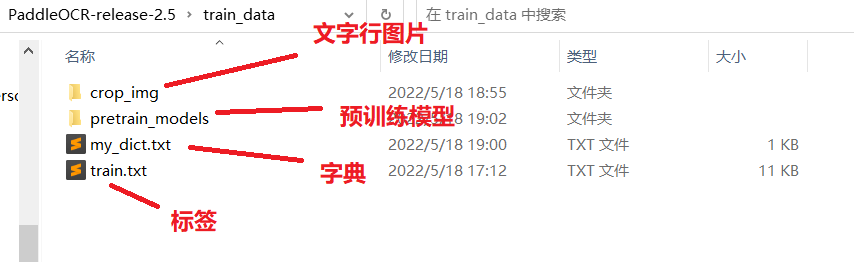 PaddleOCR-release-2.5 › train_data
在 train_data 中搜索
文字行图片
名称 修改日期 类型 大小
crop_img 2022/5/18 18:55 文件夹
预训练模型
pretrain_models 2022/5/18 19:02 文件夹
my_dict.txt 2022/5/18 19:00 TXT 文件 1 KB
字典
train.txt 2022/5/18 17:12 TXT 文件 11 KB
标签